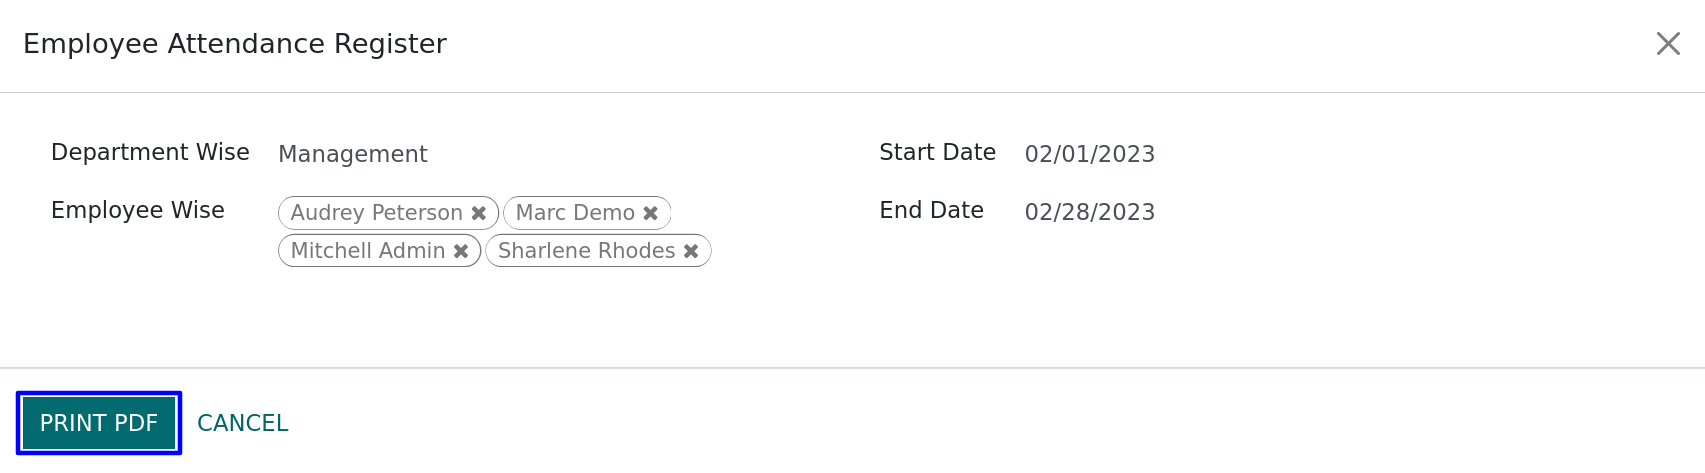 Employee Attendance Register
Department Wise Management
Start Date 02/01/2023
Employee Wise Audrey Peterson ✖ Marc Demo ✖
End Date 02/28/2023
Mitchell Admin ✖ Sharlene Rhodes ✖
PRINT PDF CANCEL